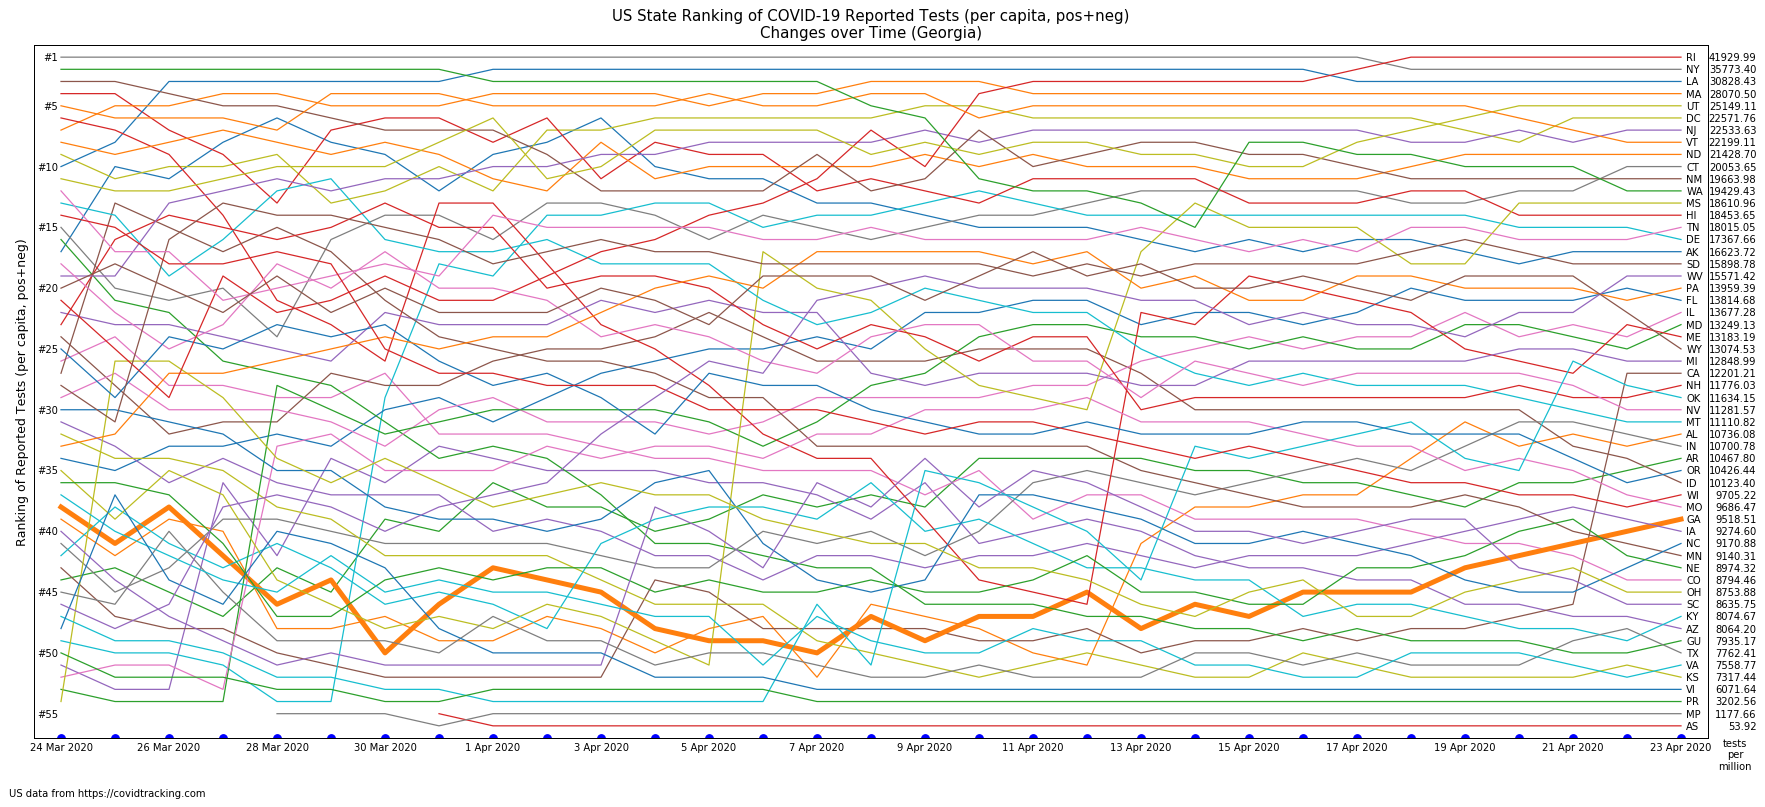 US State Ranking of COVID-19 Reported Tests (per capita, pos+neg)
Changes over Time (Georgia)
Ranking of Reported Tests (per capita, pos+neg)
#1
#5
#10
#15
#20
#25
#30
#35
#40
#45
#50
#55
RI 41929.99
NY 35773.40
LA 30828.43
MA 28070.50
UT 25149.11
DC 22571.76
NJ 22533.63
VT 22199.11
ND 21428.70
CT 20053.65
NM 19663.98
WA 19429.43
MS 18610.96
HI 18453.65
TN 18015.05
DE 17367.66
AK 16623.72
SD 15898.78
WV 15571.42
PA 13959.39
FL 13814.68
IL 13677.28
MD 13249.13
ME 13183.19
WY 13074.53
MI 12848.99
CA 12201.21
NH 11776.03
OK 11634.15
NV 11281.57
MT 11110.82
AL 10736.08
IN 10700.78
AR 10467.80
OR 10426.44
ID 10123.40
WI 9705.22
MO 9686.47
GA 9518.51
IA 9274.60
NC 9170.88
MN 9140.31
NE 8974.32
CO 8794.46
OH 8753.88
SC 8635.75
KY 8074.67
AZ 8064.20
GU 7935.17
TX 7762.41
VA 7558.77
KS 7317.44
VI 6071.64
PR 3202.56
MP 1177.66
AS 53.92
24 Mar 2020 26 Mar 2020 28 Mar 2020 30 Mar 2020 1 Apr 2020 3 Apr 2020 5 Apr 2020 7 Apr 2020 9 Apr 2020 11 Apr 2020 13 Apr 2020 15 Apr 2020 17 Apr 2020 19 Apr 2020 21 Apr 2020 23 Apr 2020
tests
per
million
US data from https://covidtracking.com